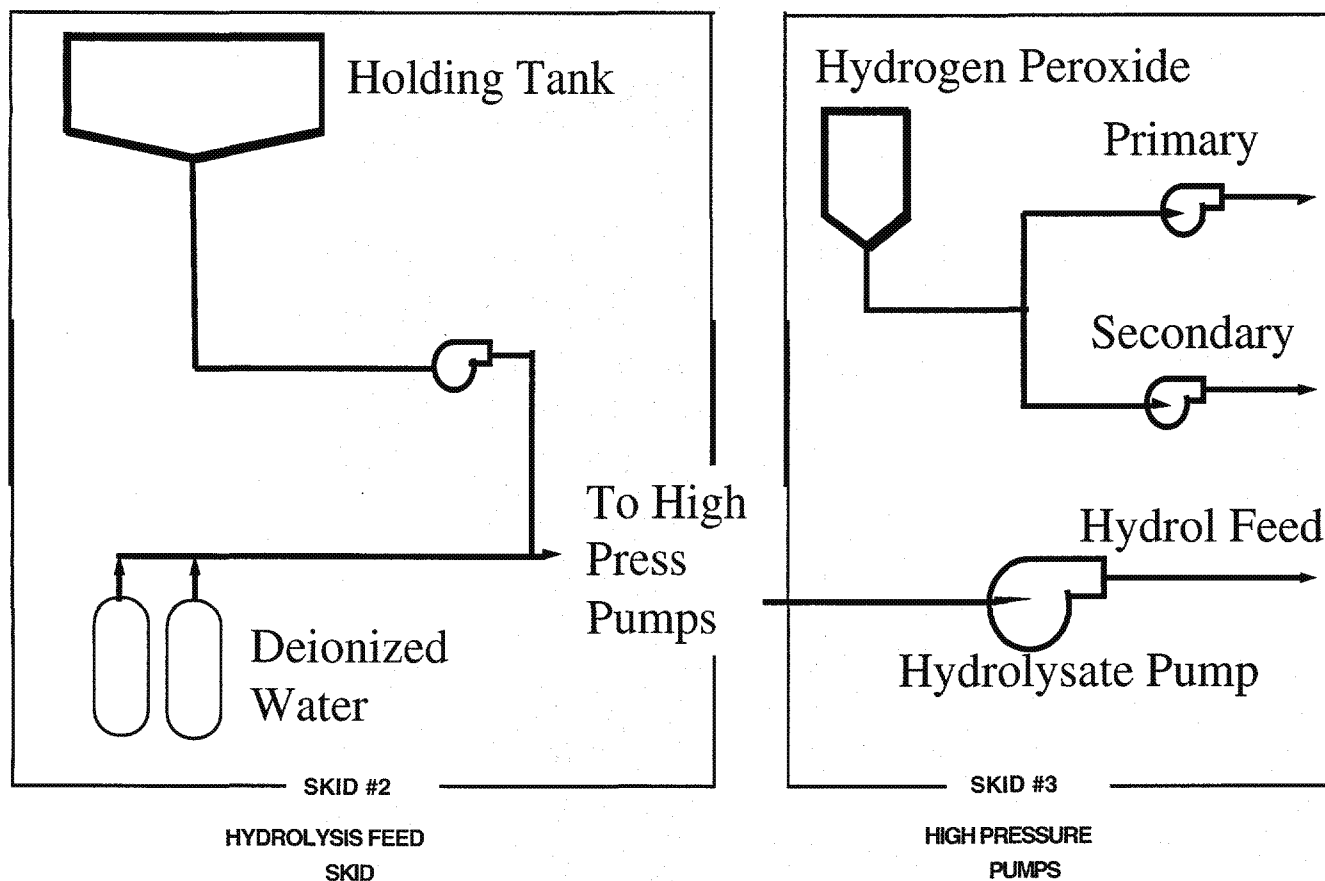 Holding Tank
To High
Press
Pumps
Deionized
Water
SKID #2
HYDROLYSIS FEED
SKID
Hydrogen Peroxide
Primary
Secondary
Hydrol Feed
Hydrolysate Pump
SKID #3
HIGH PRESSURE
PUMPS